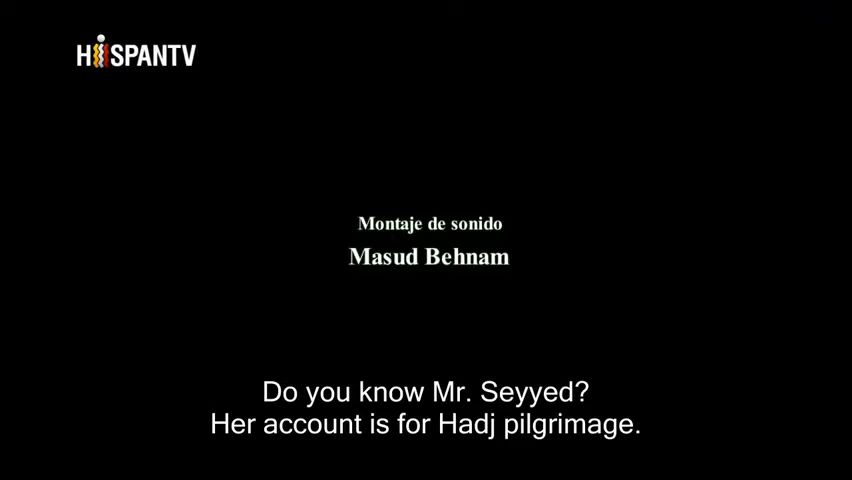 HISPANTV
Montaje de sonido
Masud Behnam
Do you know Mr. Seyyed?
Her account is for Hadj pilgrimage.